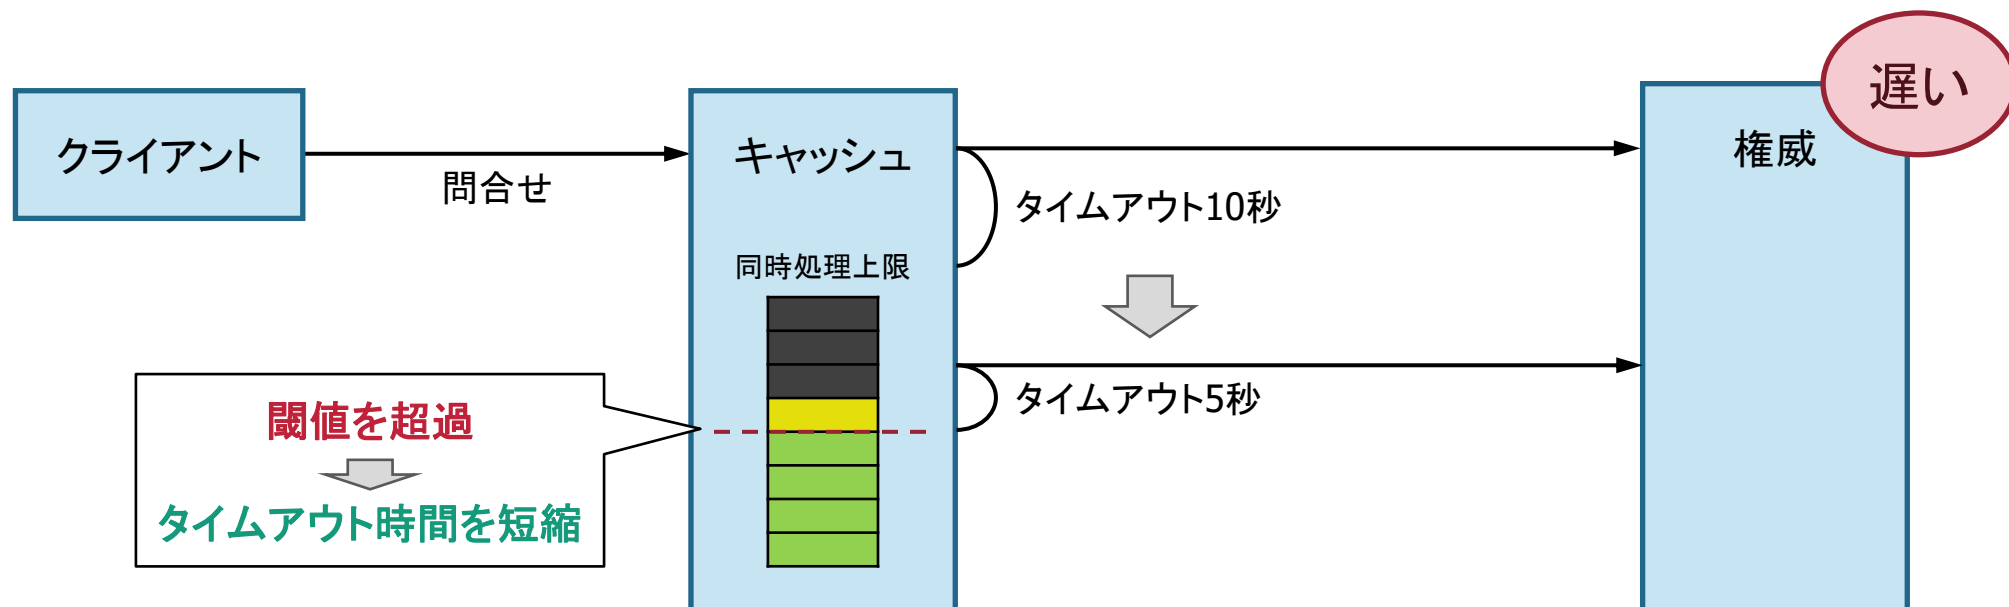 遅い
クライアント
問合せ
キャッシュ
権威
タイムアウト10秒
同時処理上限
タイムアウト5秒
閾値を超過
タイムアウト時間を短縮